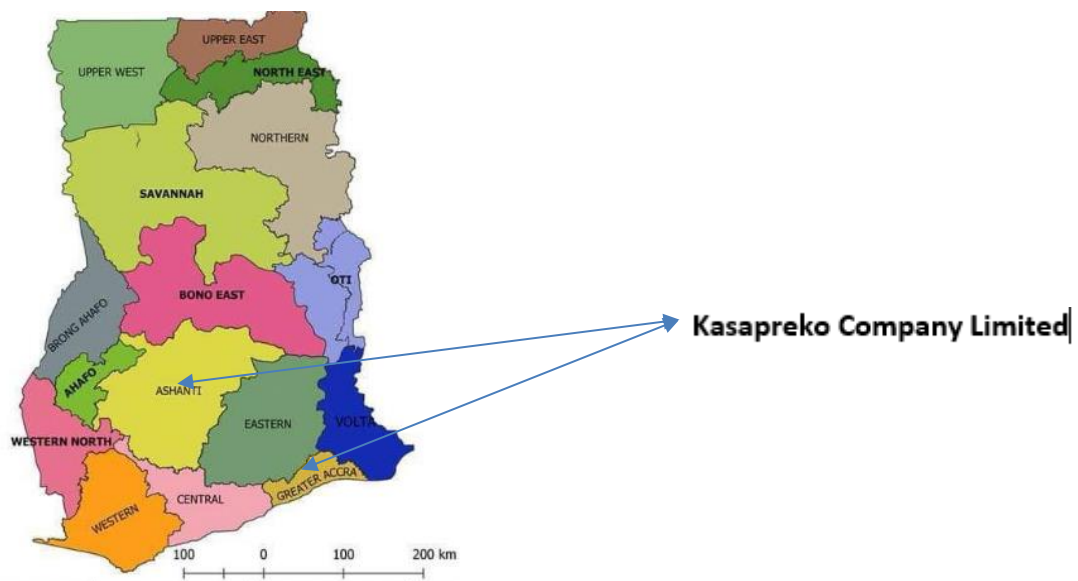 UPPER EAST
UPPER WEST
NORTH EAST
NORTHERN
SAVANNAH
OTI
BONO EAST
BRONG AHAFO
Kasapreko Company Limited
AHAFO
ASHANTI
EASTERN
VOLTA
WESTERN NORTH
GREATER ACCRA
CENTRAL
WESTERN
100 0 100 200 km